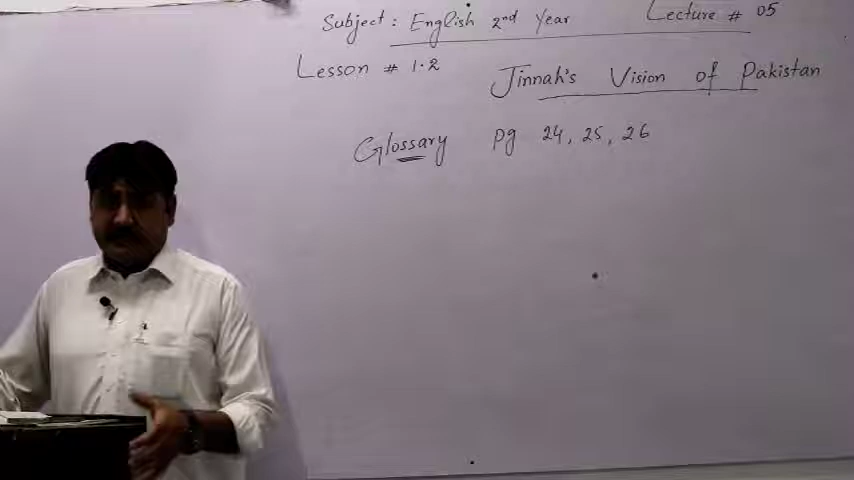 Subject: English 2nd Year Lecture # 05
Lesson # 1.2
Jinnah's Vision of Pakistan
Glossary pg 24, 25, 26